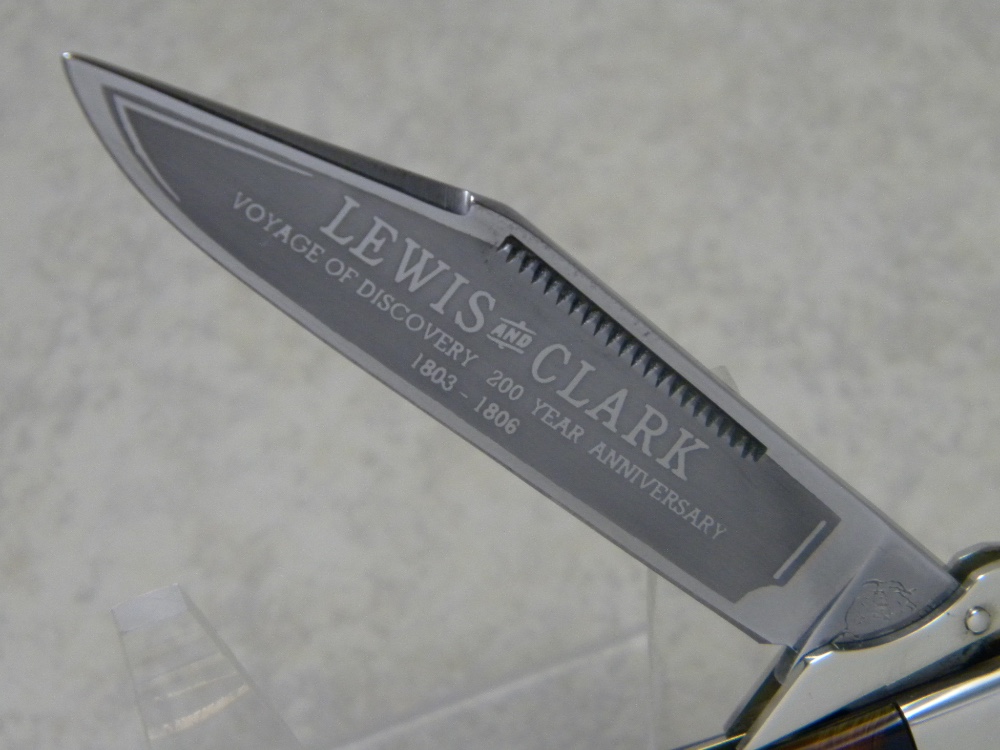 LEWIS AND CLARK
VOYAGE OF DISCOVERY 200 YEAR ANNIVERSARY
1803 - 1806